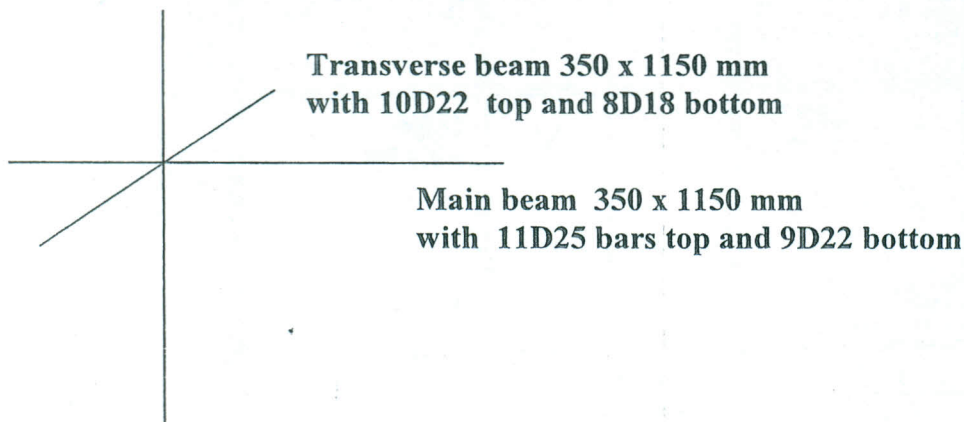 Transverse beam 350 x 1150 mm
with 10D22 top and 8D18 bottom
Main beam 350 x 1150 mm
with 11D25 bars top and 9D22 bottom